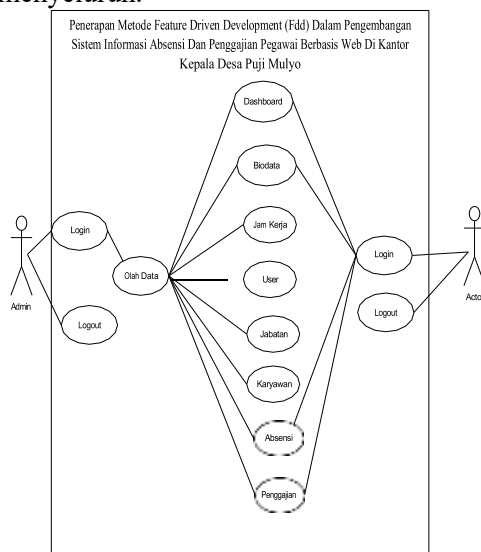 menyeluruh.
Penerapan Metode Feature Driven Development (Fdd) Dalam Pengembangan
Sistem Informasi Absensi Dan Penggajian Pegawai Berbasis Web Di Kantor
Kepala Desa Puji Mulyo
Dashboard
Biodata
Jam Kerja
Login
Login
Olah Data
User
Admin
Acto
Logout
Logout
Jabatan
Karyawan
Absensi
Penggajian